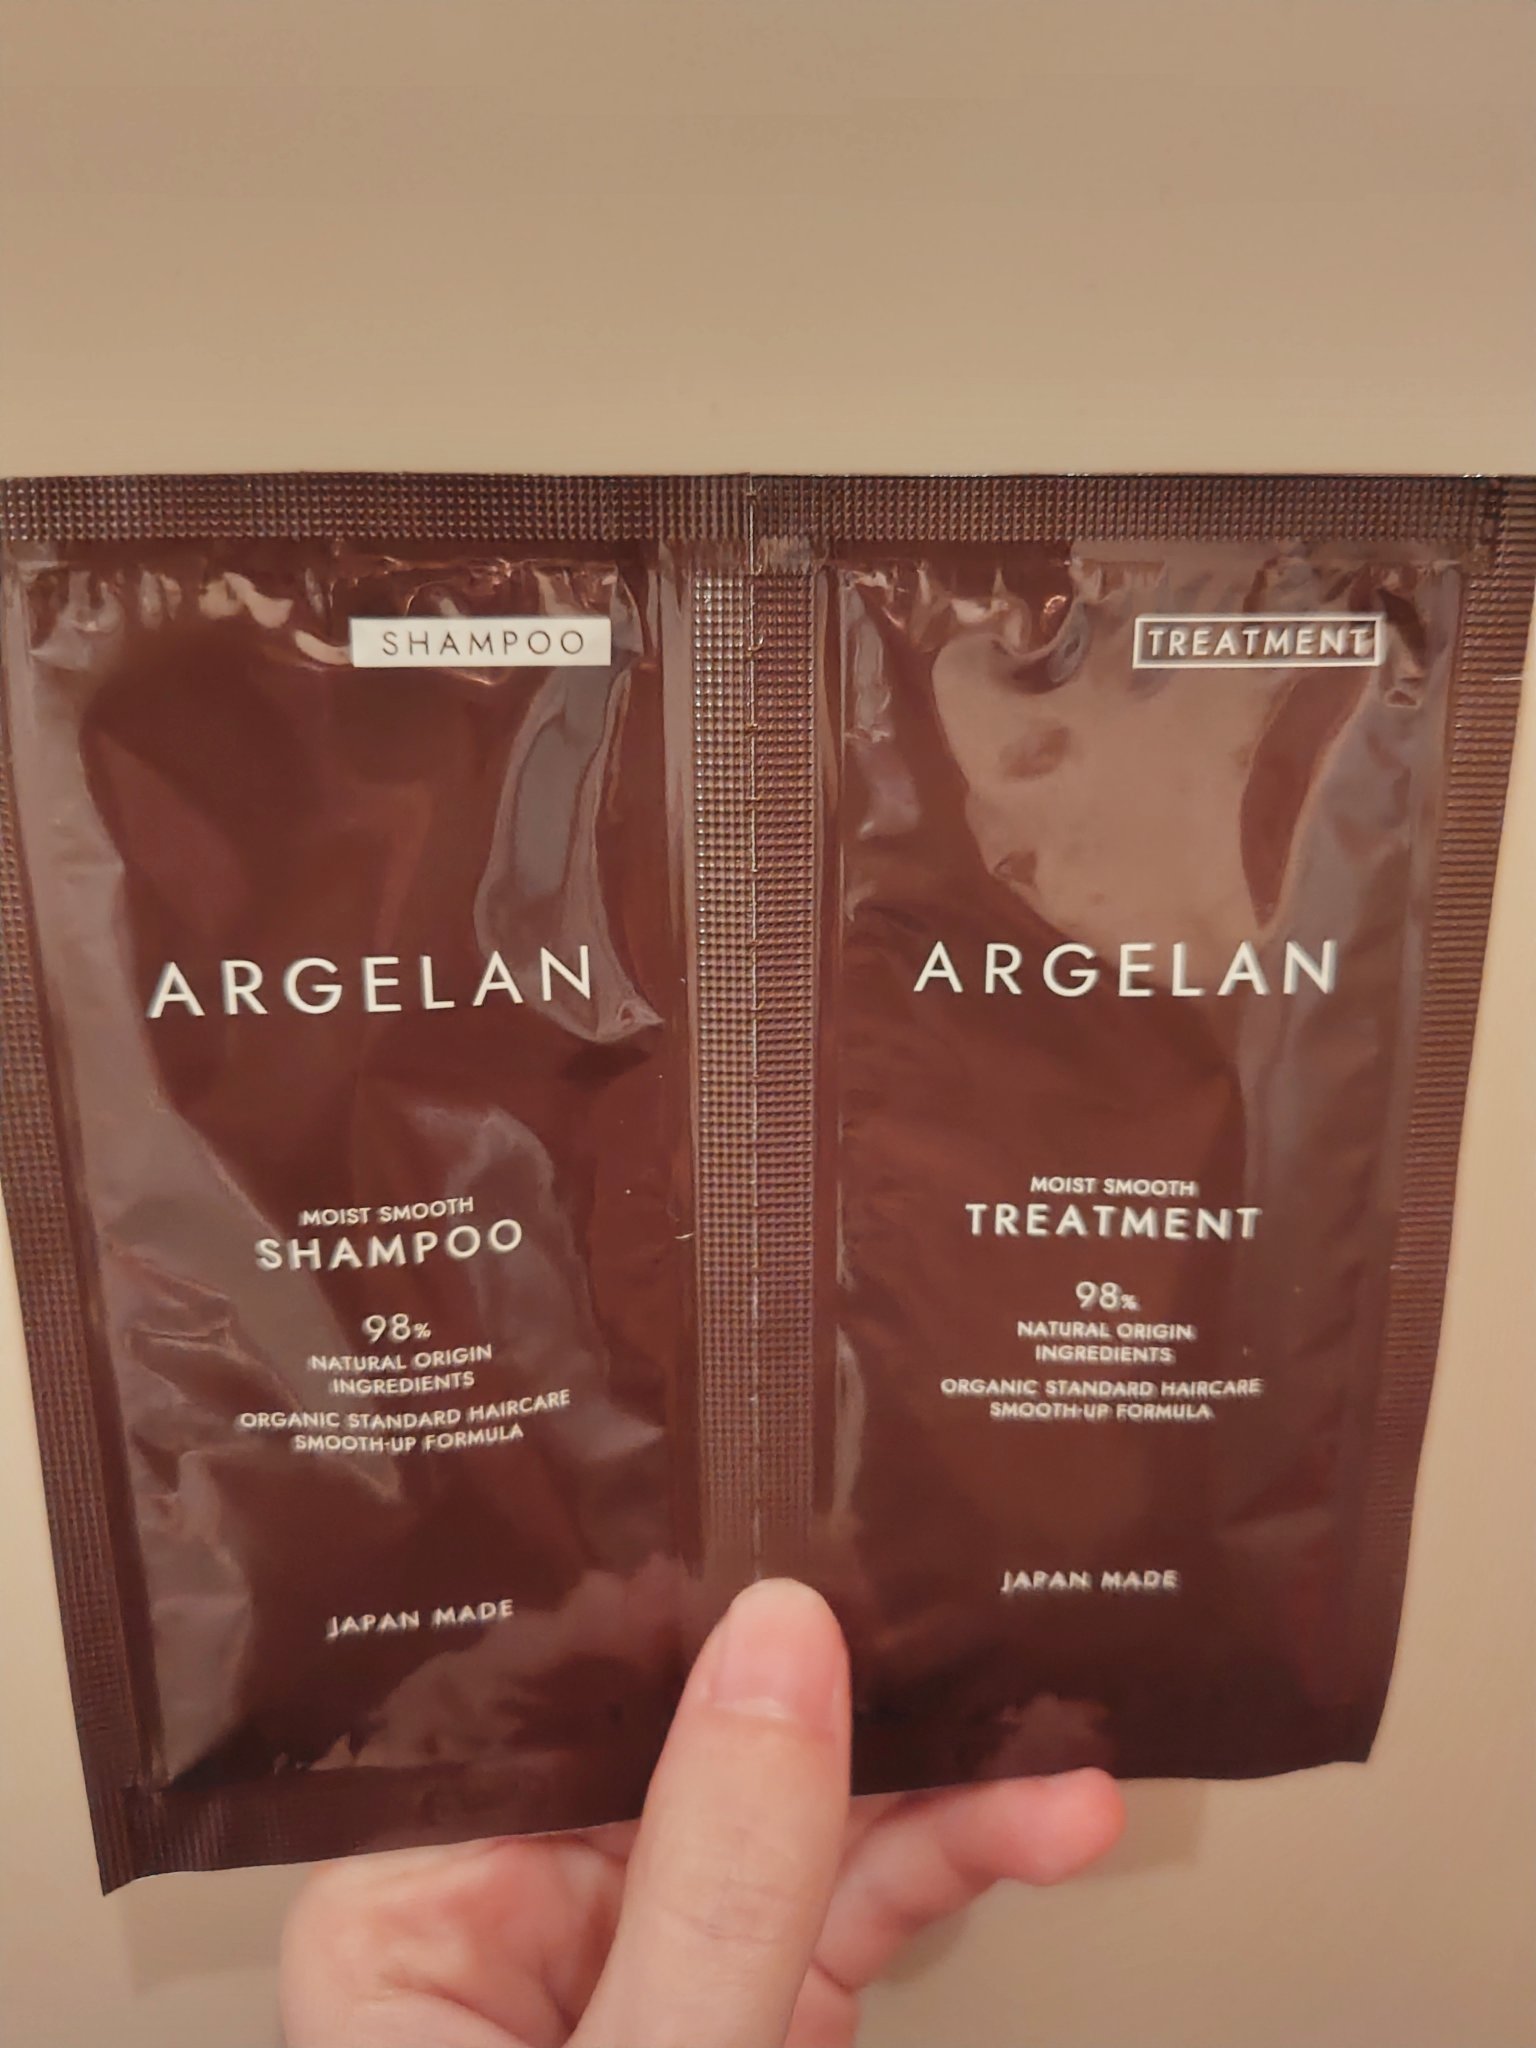 SHAMPOO
ARGELAN
MOIST SMOOTH
SHAMPOO
98%
NATURAL ORIGIN
INGREDIENTS
ORGANIC STANDARD HAIRCARE
SMOOTH-UP FORMULA
JAPAN MADE
TREATMENT
ARGELAN
MOIST SMOOTH
TREATMENT
98%
NATURAL ORIGIN
INGREDIENTS
ORGANIC STANDARD HAIRCARE
SMOOTH-UP FORMULA
JAPAN MADE